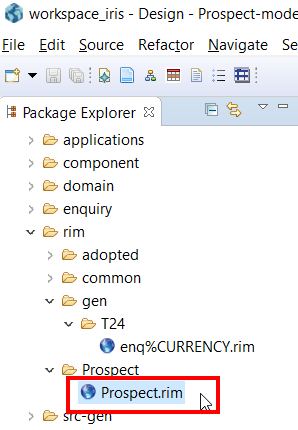 workspace_iris - Design - Prospect-mode
File Edit Source Refactor Navigate Se
Package Explorer
applications
component
domain
enquiry
rim
adopted
common
gen
T24
enq%CURRENCY.rim
Prospect
Prospect.rim
src-gen